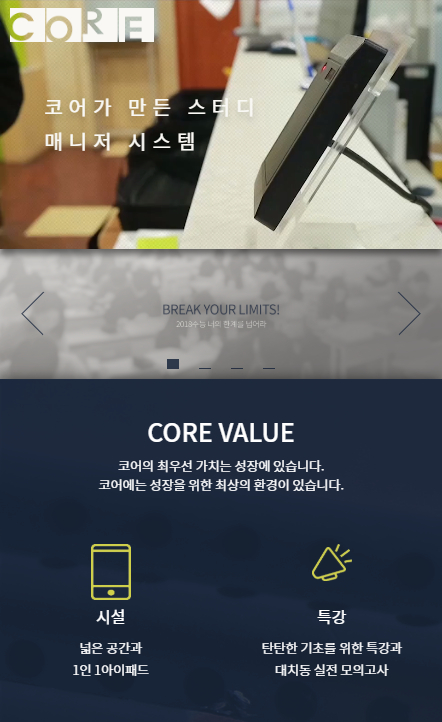 CORE
코어가 만든 스터디
매니저 시스템
BREAK YOUR LIMITS!
2018수능 너의 한계를 넘어라
CORE VALUE
코어의 최우선 가치는 성장에 있습니다.
코어에는 성장을 위한 최상의 환경이 있습니다.
시설
넓은 공간과
1인 1아이패드
특강
탄탄한 기초를 위한 특강과
대치동 실전 모의고사